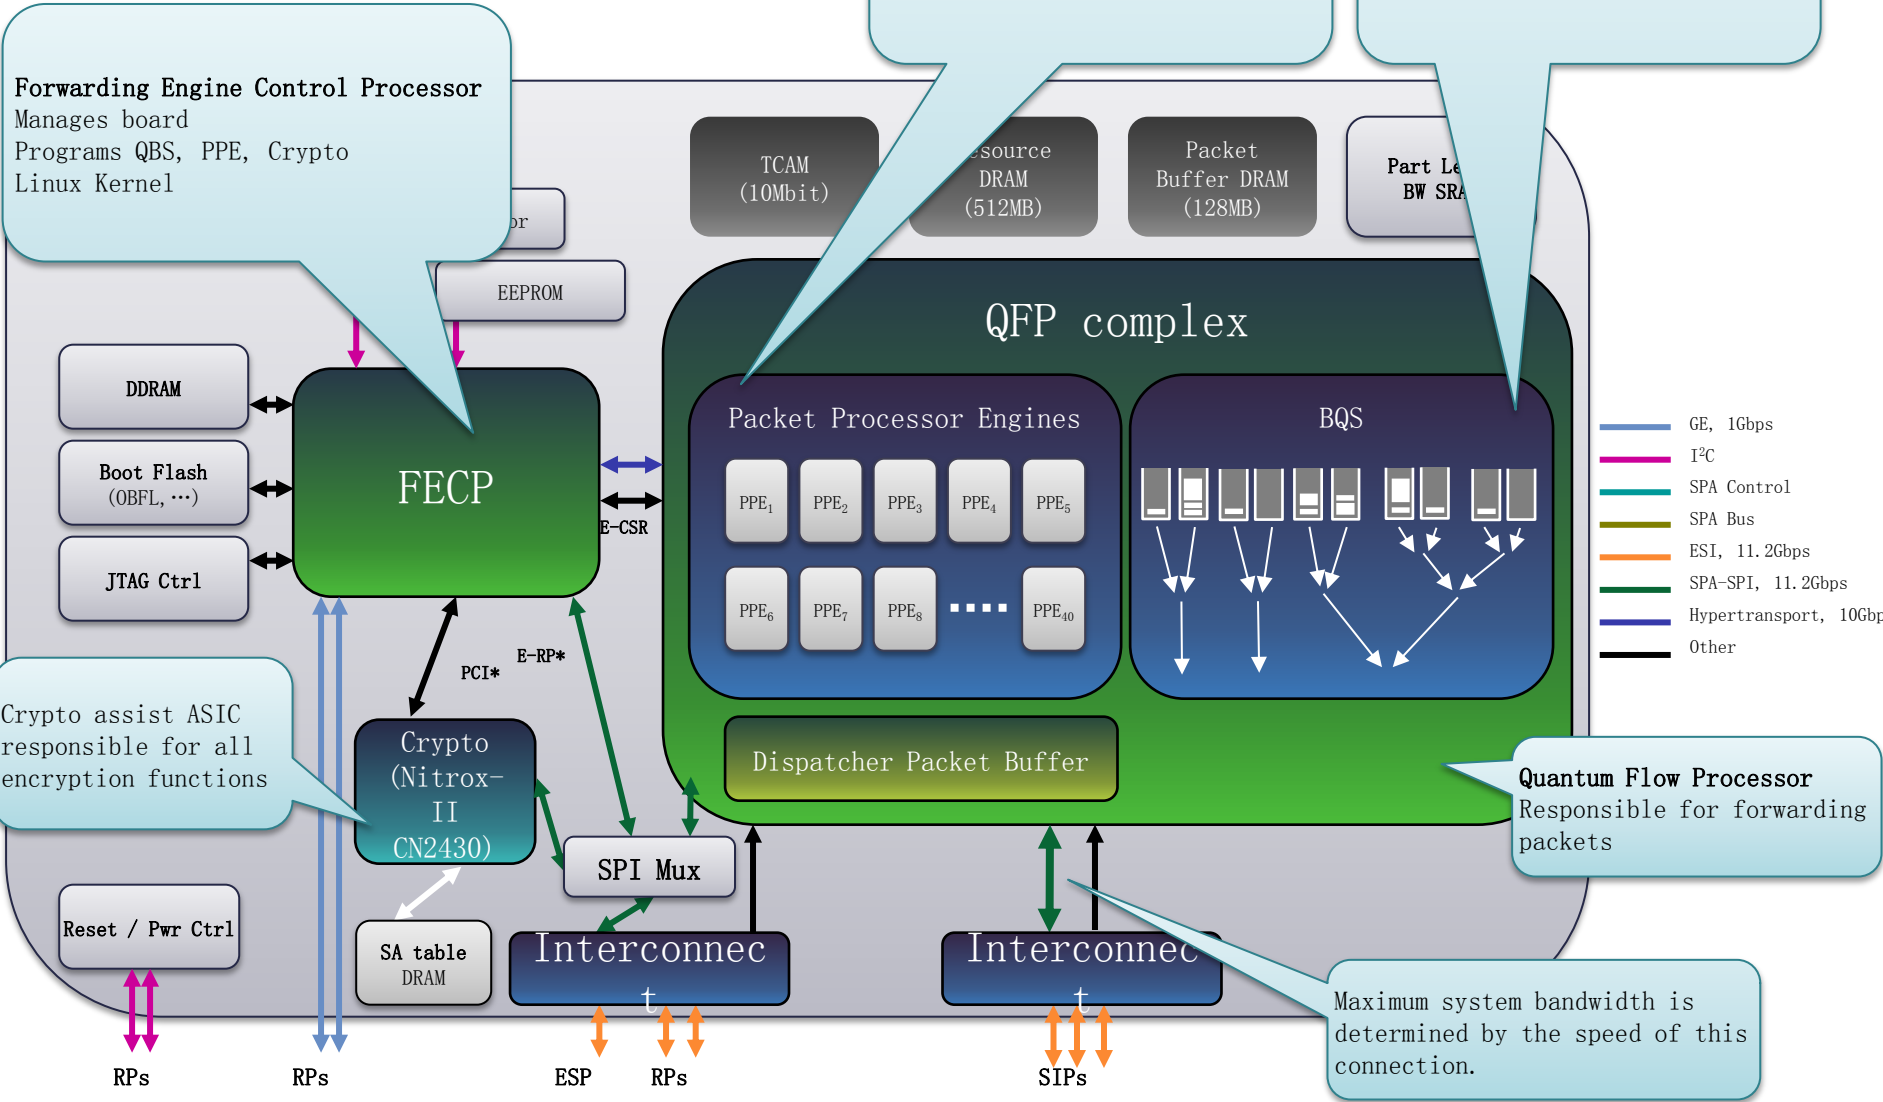 Forwarding Engine Control Processor
Manages board
Programs QBS, PPE, Crypto
Linux Kernel
TCAM
(10Mbit)
DRAM
(512MB)
Packet
Buffer DRAM
(128MB)
Part
BW
EEPROM
QFP complex
DDRAM
Boot Flash
(OBFL, …)
JTAG Ctrl
FECP
E-CSR
Packet Processor Engines
PPE1
PPE2
PPE3
PPE4
PPE5
PPE6
PPE7
PPE8
PPE40
BQS
GE, 1Gbps
I²C
SPA Control
SPA Bus
ESI, 11.2Gbps
SPA-SPI, 11.2Gbps
Hypertransport,
Other
E-RP*
PCI*
Crypto assist ASIC
responsible for all
encryption functions
Crypto
(Nitrox-
II
CN2430)
Dispatcher Packet Buffer
Quantum Flow Processor
Responsible for forwarding
packets
SPI Mux
Reset / Pwr Ctrl
SA table
DRAM
Interconnec
t
Interconnec
t
Maximum system bandwidth is
determined by the speed of this
connection.
RPs
RPs
ESP
RPs
SIPs